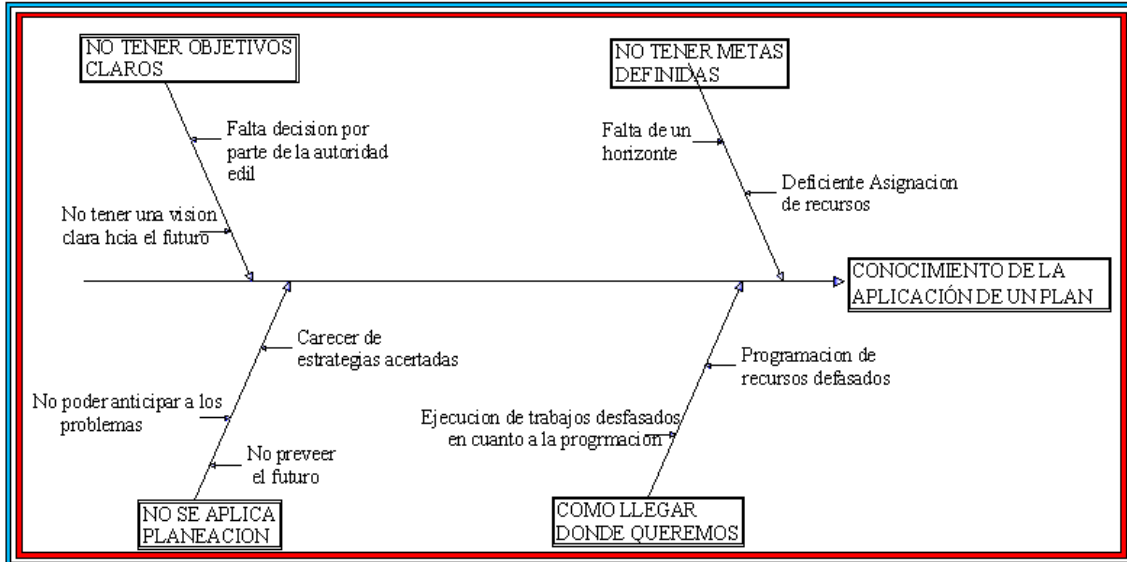 NO TENER OBJETIVOS
CLAROS
NO TENER METAS
DEFINIDAS
Falta decision por
parte de la autoridad
edil
Falta de un
horizonte
Deficiente Asignacion
de recursos
No tener una vision
clara hcia el futuro
CONOCIMIENTO DE LA
APLICACIÓN DE UN PLAN
Carecer de
estrategias acertadas
Programacion de
recursos defasados
No poder anticipar a los
problemas
Ejecucion de trabajos desfasados
en cuanto a la progrmacion
No preveer
el futuro
NO SE APLICA
PLANEACION
COMO LLEGAR
DONDE QUEREMOS